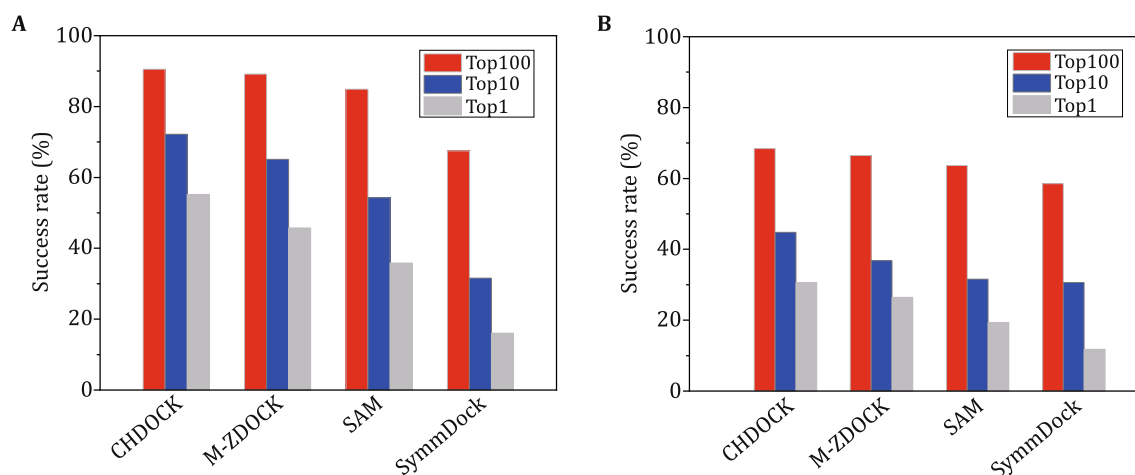 A
Success rate (%)
100
80
60
40
20
0
Top100
Top10
Top1
CHDOCK
M-ZDOCK
SAM
SymmDock
B
Success rate (%)
100
80
60
40
20
0
Top100
Top10
Top1
CHDOCK
M-ZDOCK
SAM
SymmDock